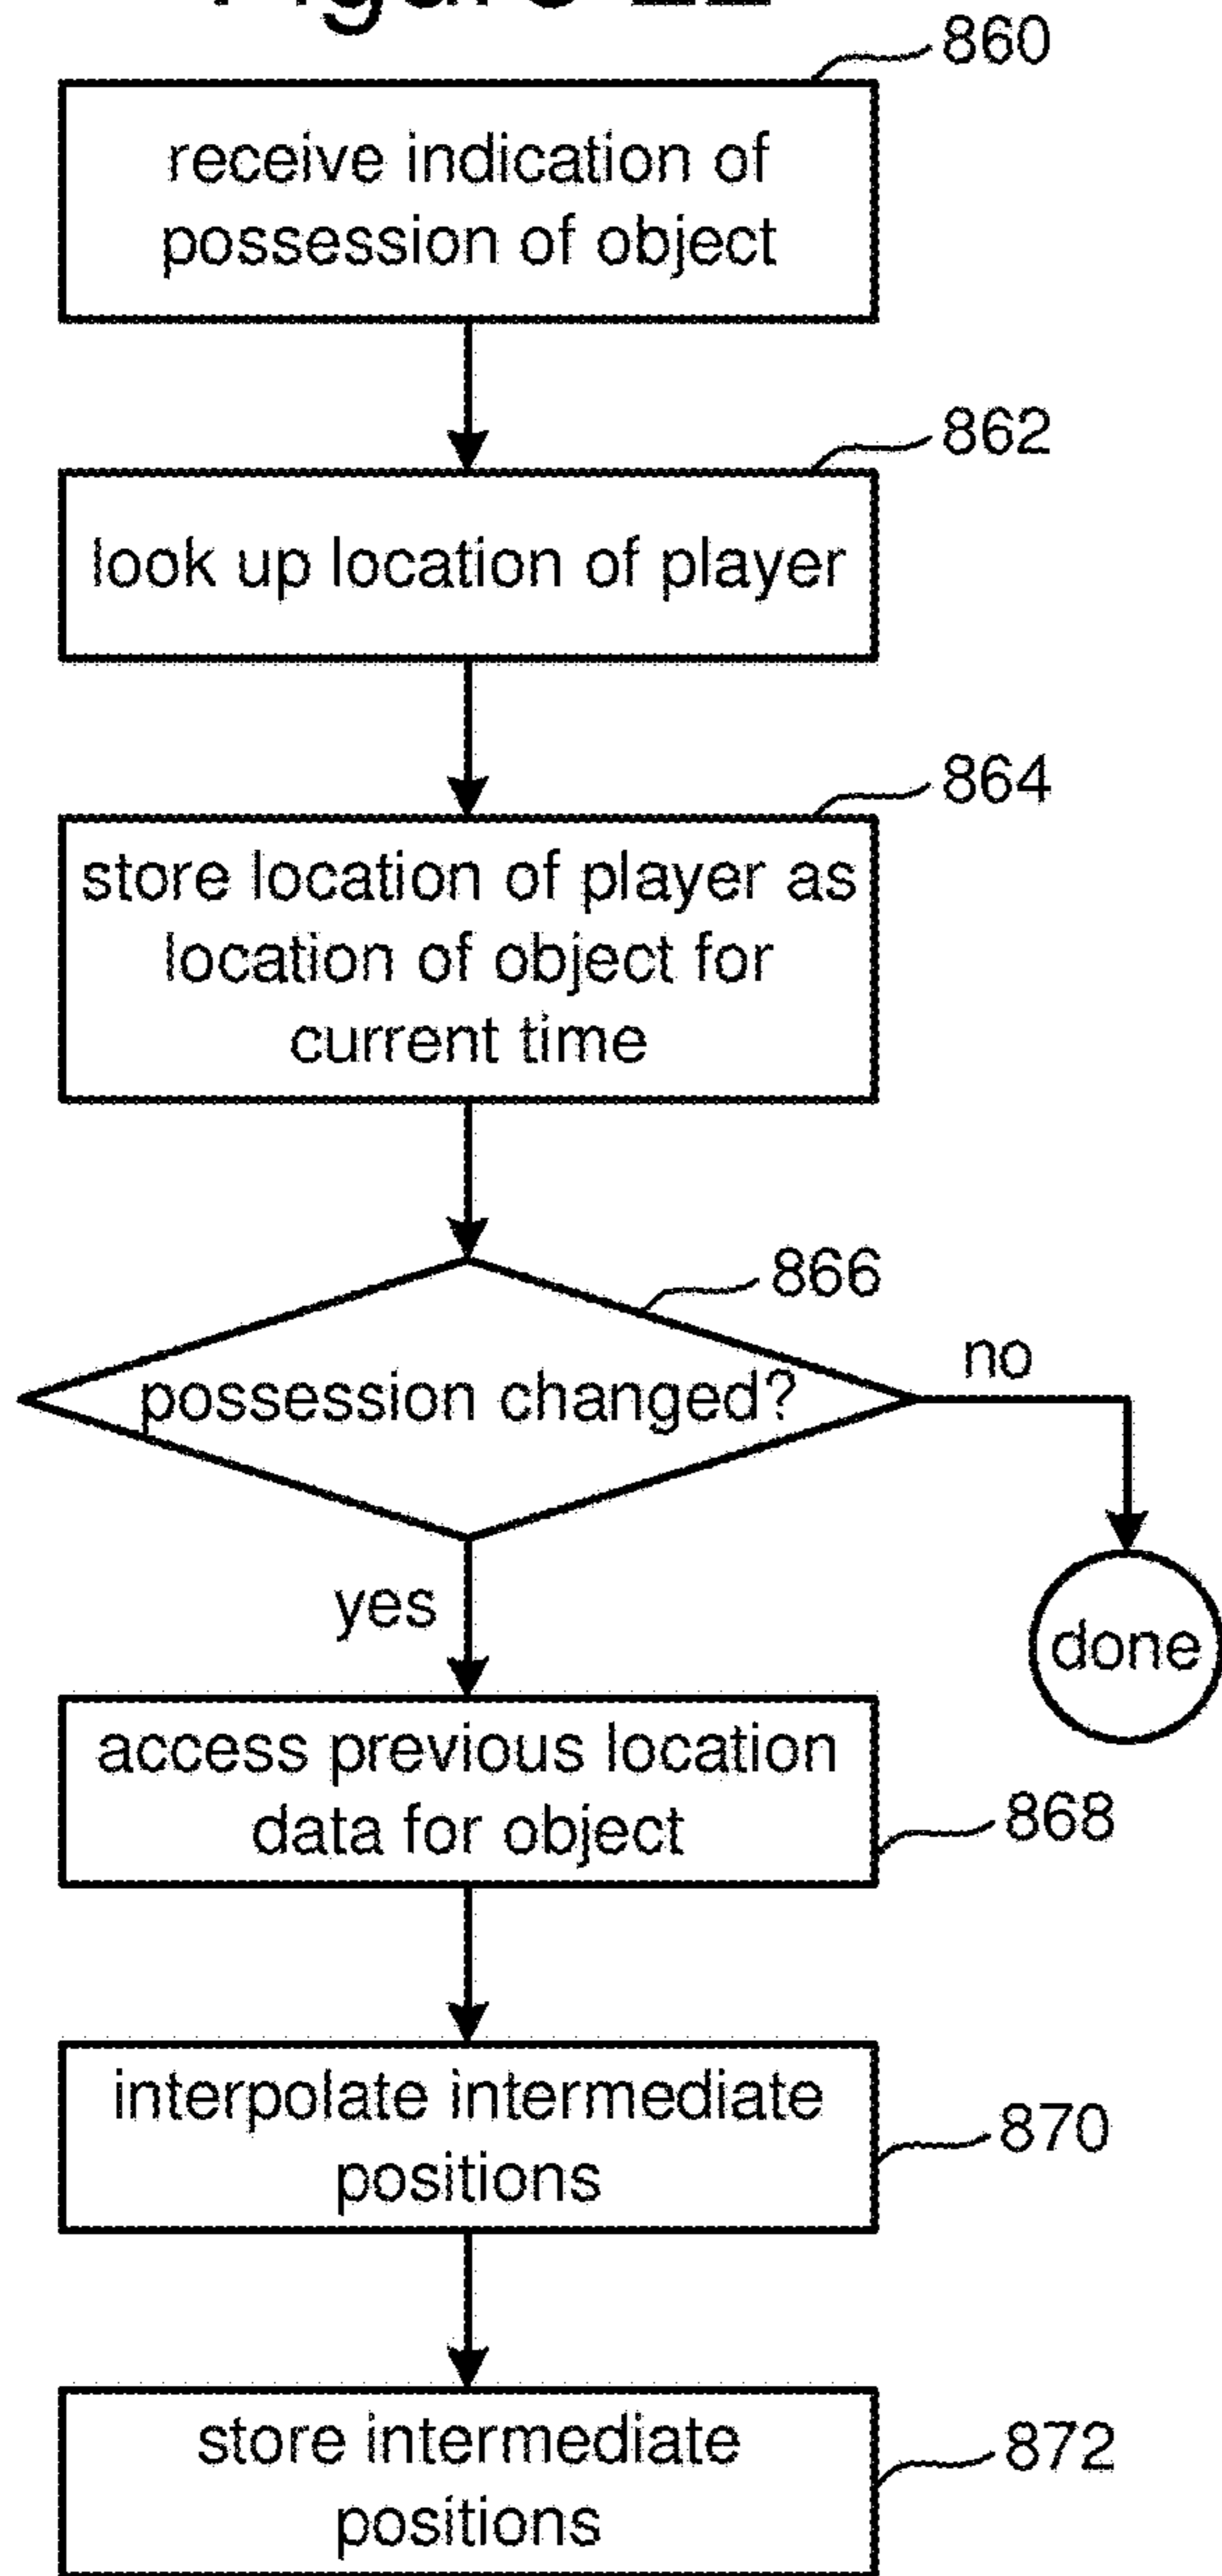 860
receive indication of
possession of object
862
look up location of player
864
store location of player as
location of object for
current time
866
possession changed?
no
yes
done
access previous location
data for object
868
interpolate intermediate
positions
870
store intermediate
positions
872